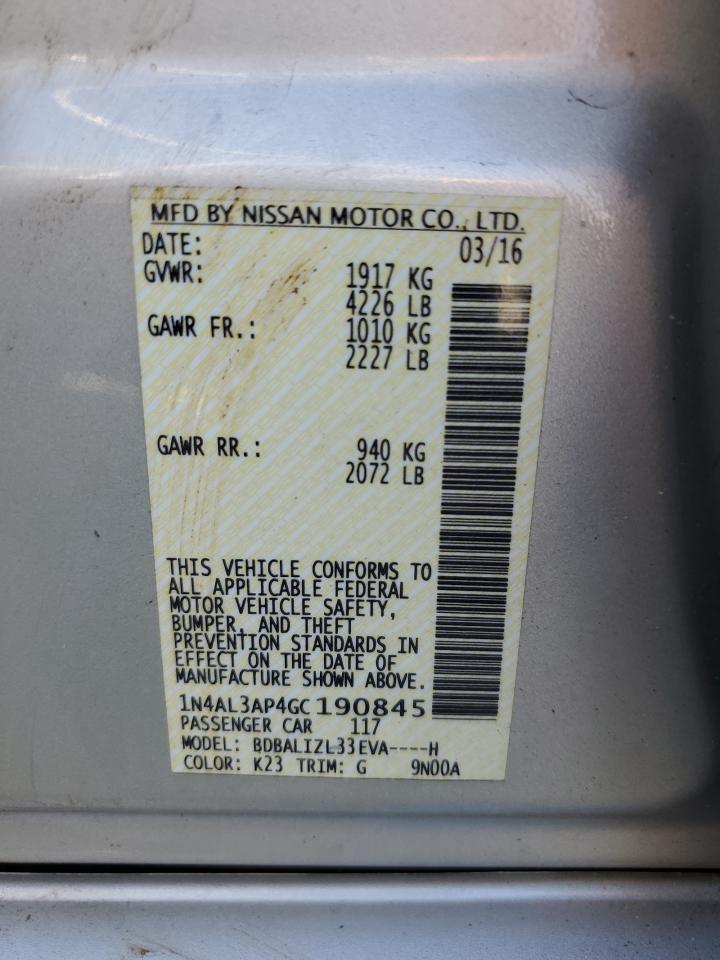 MFD BY NISSAN MOTOR CO., LTD.
DATE: 03/16
GVWR: 1917 KG
4226 LB
GAWR FR.: 1010 KG
2227 LB
GAWR RR.: 940 KG
2072 LB
THIS VEHICLE CONFORMS TO
ALL APPLICABLE FEDERAL
MOTOR VEHICLE SAFETY,
BUMPER, AND THEFT
PREVENTION STANDARDS IN
EFFECT ON THE DATE OF
MANUFACTURE SHOWN ABOVE.
1N4AL3AP4GC190845
PASSENGER CAR 117
MODEL: BDBALIZL33EVA----H
COLOR: K23 TRIM: G 9N00A